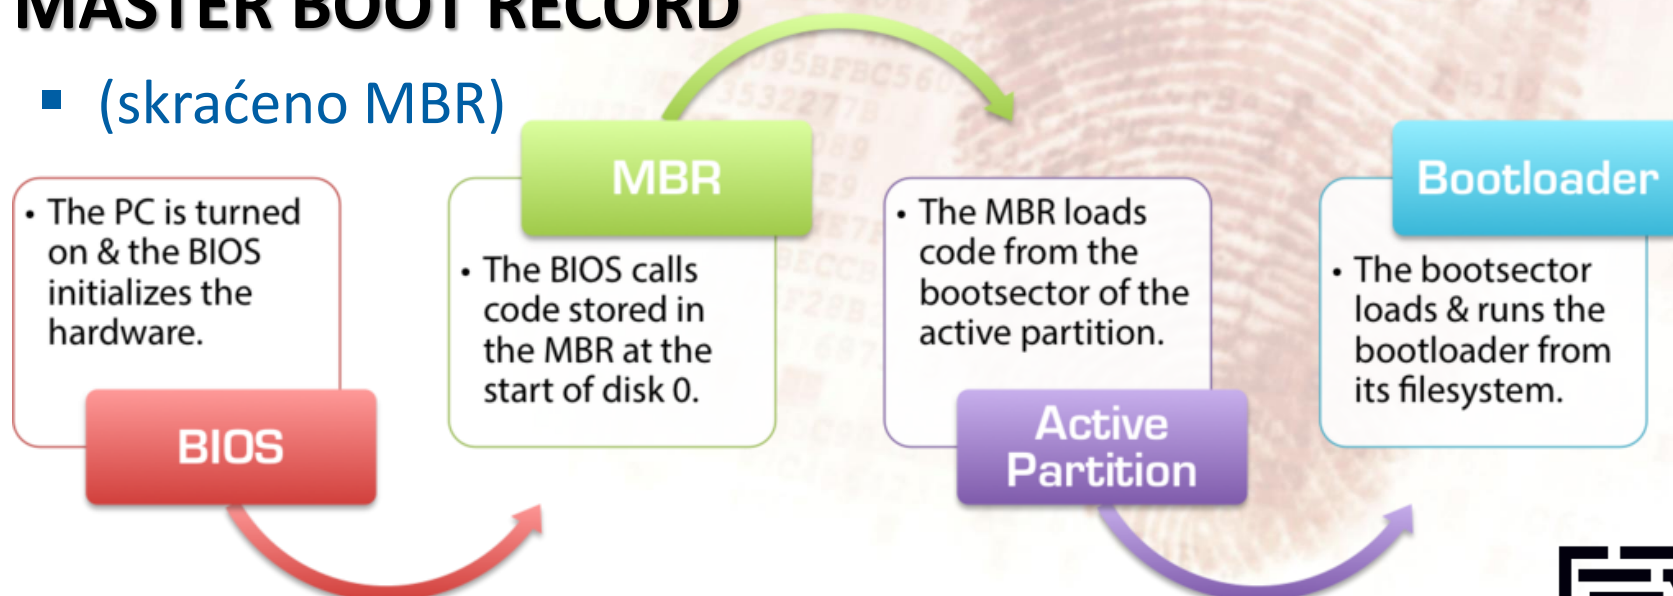 MASTER BOOT RECORD
▪ (skraćeno MBR)
• The PC is turned
on & the BIOS
initializes the
hardware.
BIOS
MBR
• The BIOS calls
code stored in
the MBR at the
start of disk 0.
• The MBR loads
code from the
bootsector of the
active partition.
Active
Partition
Bootloader
• The bootsector
loads & runs the
bootloader from
its filesystem.